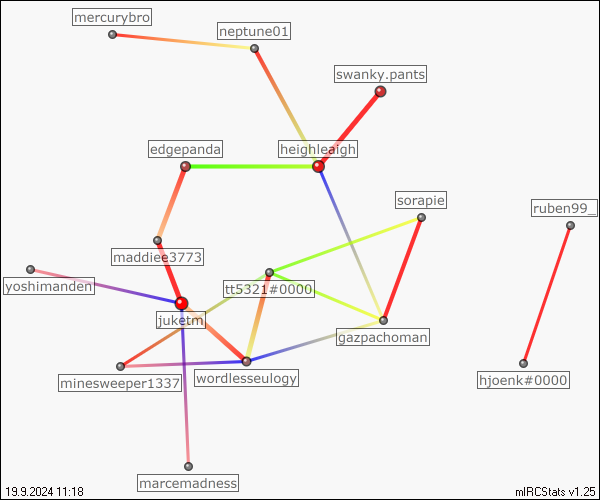 mercurybro
neptune01
swanky.pants
edgepanda
heighleaigh
sorapie
ruben99_
maddiee3773
yoshimanden
tt5321#0000
juketm
gazpachoman
minesweeper1337
wordlesseulogy
hjoenk#0000
marcemadness
19.9.2024 11:18
mIRCStats v1.25